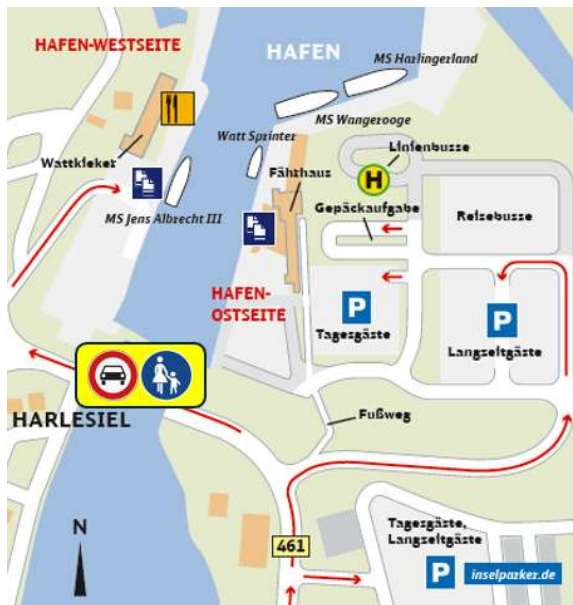 HAFEN-WESTSEITE
HAFEN
MS Harlingerland
MS Wangerooge
Watt Sprinter
Linienbusse
H
Wattkieker
Fährhaus
Gepäckaufgabe
Reisebusse
MS Jens Albrecht III
HAFEN-
OSTSEITE
P
Tagesgäste
P
Langzeitgäste
HARLESIEL
Fußweg
N
461
Tagesgäste,
Langzeitgäste
P
inselparker.de